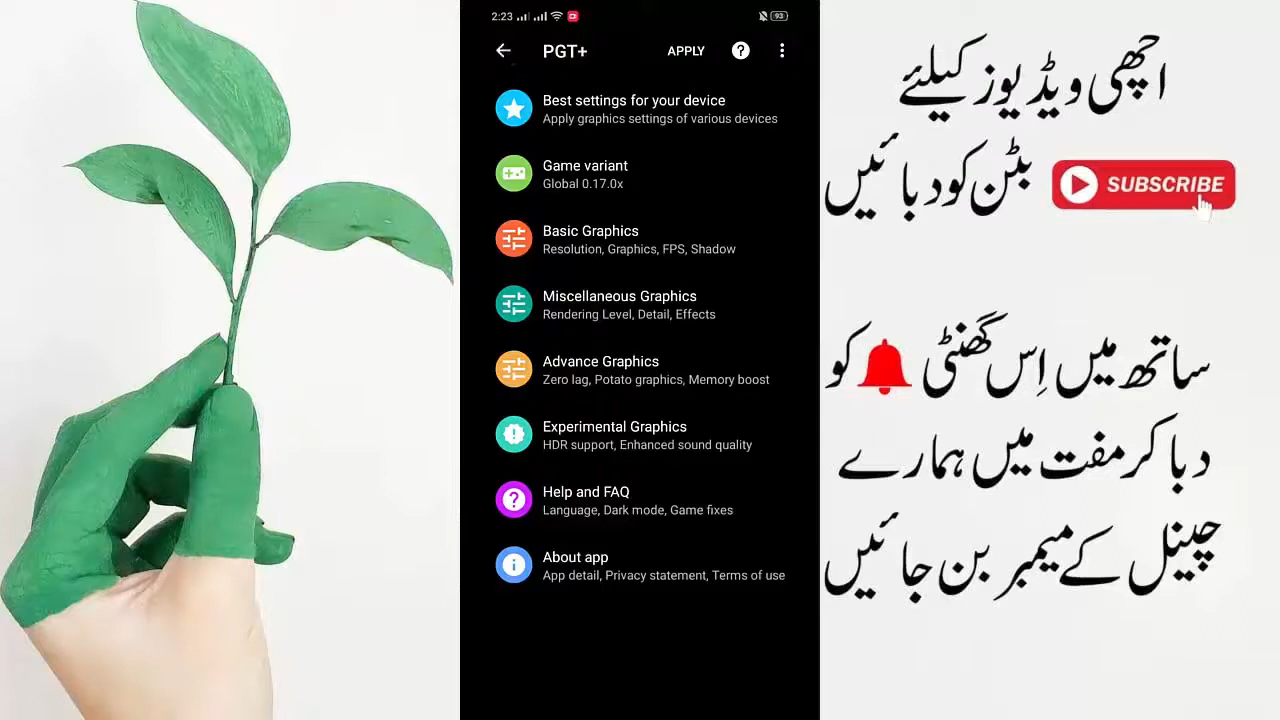 2:23
93
PGT+
APPLY
Best settings for your device
Apply graphics settings of various devices
Game variant
Global 0.17.0x
Basic Graphics
Resolution, Graphics, FPS, Shadow
Miscellaneous Graphics
Rendering Level, Detail, Effects
Advance Graphics
Zero lag, Potato graphics, Memory boost
Experimental Graphics
HDR support, Enhanced sound quality
Help and FAQ
Language, Dark mode, Game fixes
About app
App detail, Privacy statement, Terms of use
اچھی ویڈیوز کیلئے
SUBSCRIBE بٹن کو دبائیں
ساتھ میں اِس گھنٹی کو
دبا کر مفت میں ہمارے
چینل کے میمبر بن جائیں